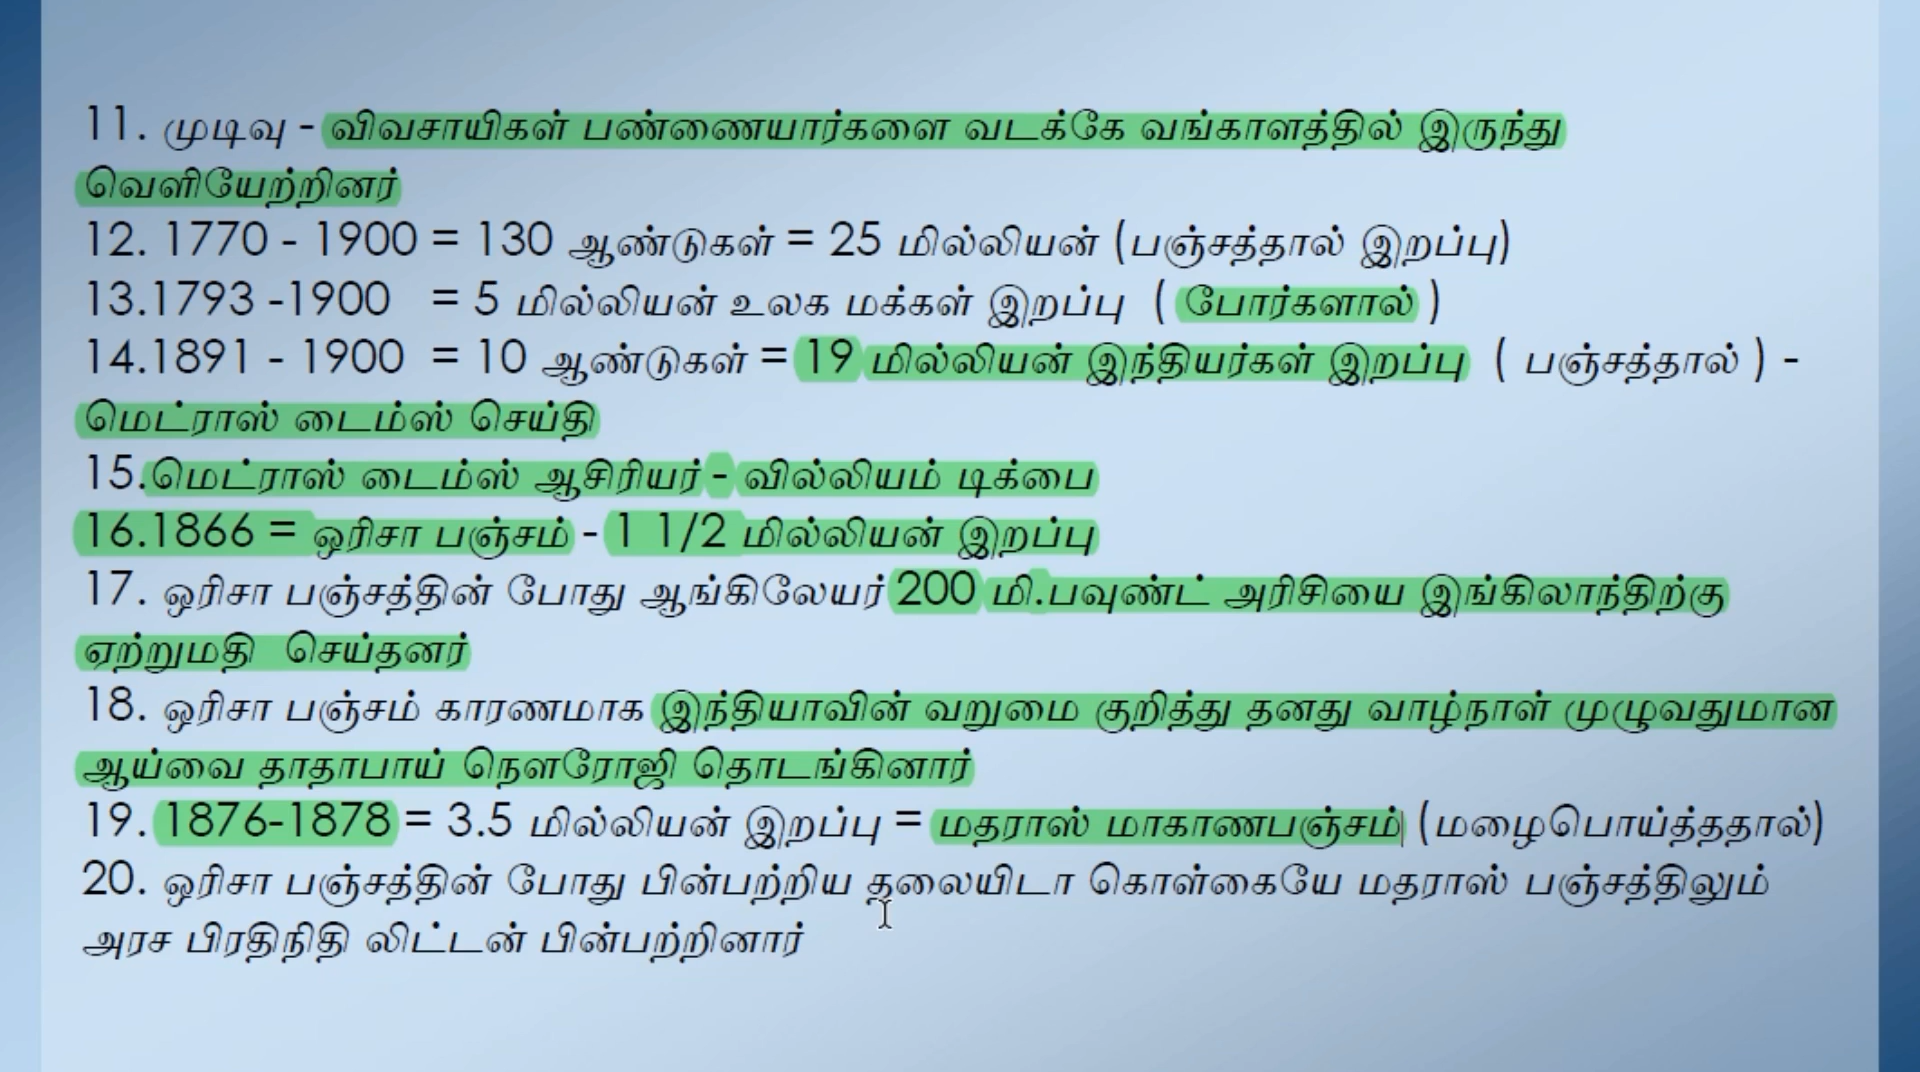 11. முடிவு - விவசாயிகள் பண்ணையார்களை வடக்கே வங்காளத்தில் இருந்து
வெளியேற்றினர்
12. 1770 - 1900 = 130 ஆண்டுகள் = 25 மில்லியன் (பஞ்சத்தால் இறப்பு)
13.1793 -1900 = 5 மில்லியன் உலக மக்கள் இறப்பு ( போர்களால் )
14.1891 - 1900 = 10 ஆண்டுகள் = 19 மில்லியன் இந்தியர்கள் இறப்பு ( பஞ்சத்தால் ) -
மெட்ராஸ் டைம்ஸ் செய்தி
15.மெட்ராஸ் டைம்ஸ் ஆசிரியர் - வில்லியம் டிக்பை
16.1866 = ஒரிசா பஞ்சம் - 1 1/2 மில்லியன் இறப்பு
17. ஒரிசா பஞ்சத்தின் போது ஆங்கிலேயர் 200 மி.பவுண்ட் அரிசியை இங்கிலாந்திற்கு
ஏற்றுமதி செய்தனர்
18. ஒரிசா பஞ்சம் காரணமாக இந்தியாவின் வறுமை குறித்து தனது வாழ்நாள் முழுவதுமான
ஆய்வை தாதாபாய் நௌரோஜி தொடங்கினார்
19. 1876-1878 = 3.5 மில்லியன் இறப்பு = மதராஸ் மாகாணபஞ்சம் (மழைபொய்த்ததால்)
20. ஒரிசா பஞ்சத்தின் போது பின்பற்றிய தலையிடா கொள்கையே மதராஸ் பஞ்சத்திலும்
அரச பிரதிநிதி லிட்டன் பின்பற்றினார்